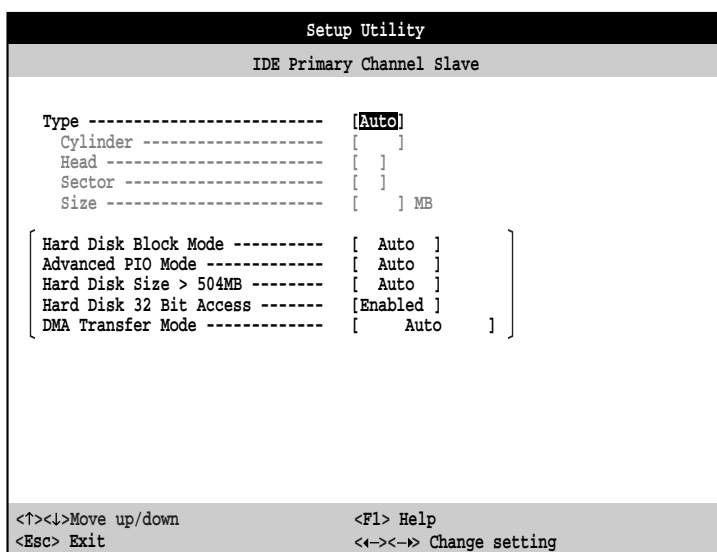 Setup Utility
IDE Primary Channel Slave
Type -------------------------- [Auto]
Cylinder -------------------- [    ]
Head ------------------------ [  ]
Sector ---------------------- [  ]
Size ------------------------ [    ] MB
Hard Disk Block Mode ---------- [  Auto  ]
Advanced PIO Mode ------------- [  Auto  ]
Hard Disk Size > 504MB -------- [  Auto  ]
Hard Disk 32 Bit Access ------- [Enabled ]
DMA Transfer Mode ------------- [     Auto     ]
<↑><↓>Move up/down <F1> Help
<Esc> Exit <←><→> Change setting